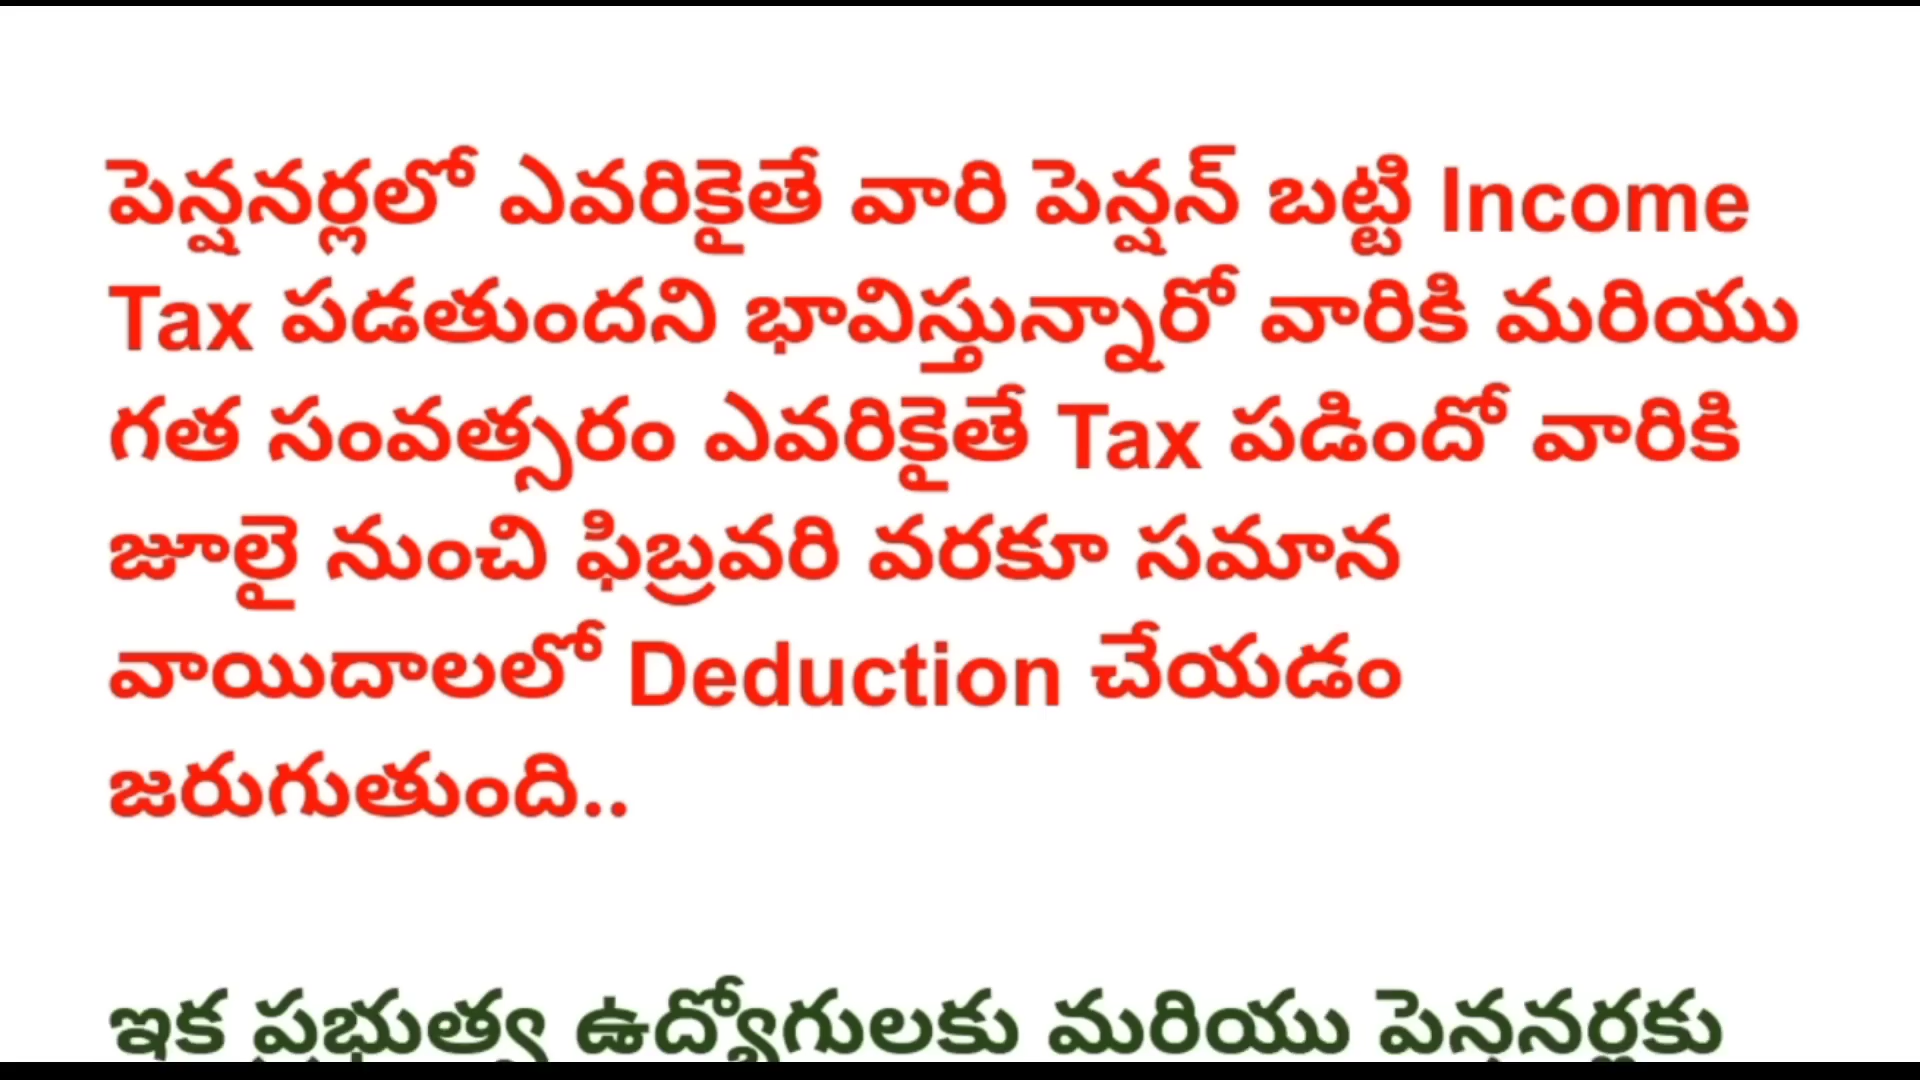 పెన్షనర్లలో ఎవరికైతే వారి పెన్షన్ బట్టి Income
Tax పడతుందని భావిస్తున్నారో వారికి మరియు
గత సంవత్సరం ఎవరికైతే Tax పడిందో వారికి
జూలై నుంచి ఫిబ్రవరి వరకూ సమాన
వాయిదాలలో Deduction చేయడం
జరుగుతుంది..
ఇక ప్రభుత్వ ఉద్యోగులకు మరియు పెన్షనర్లకు